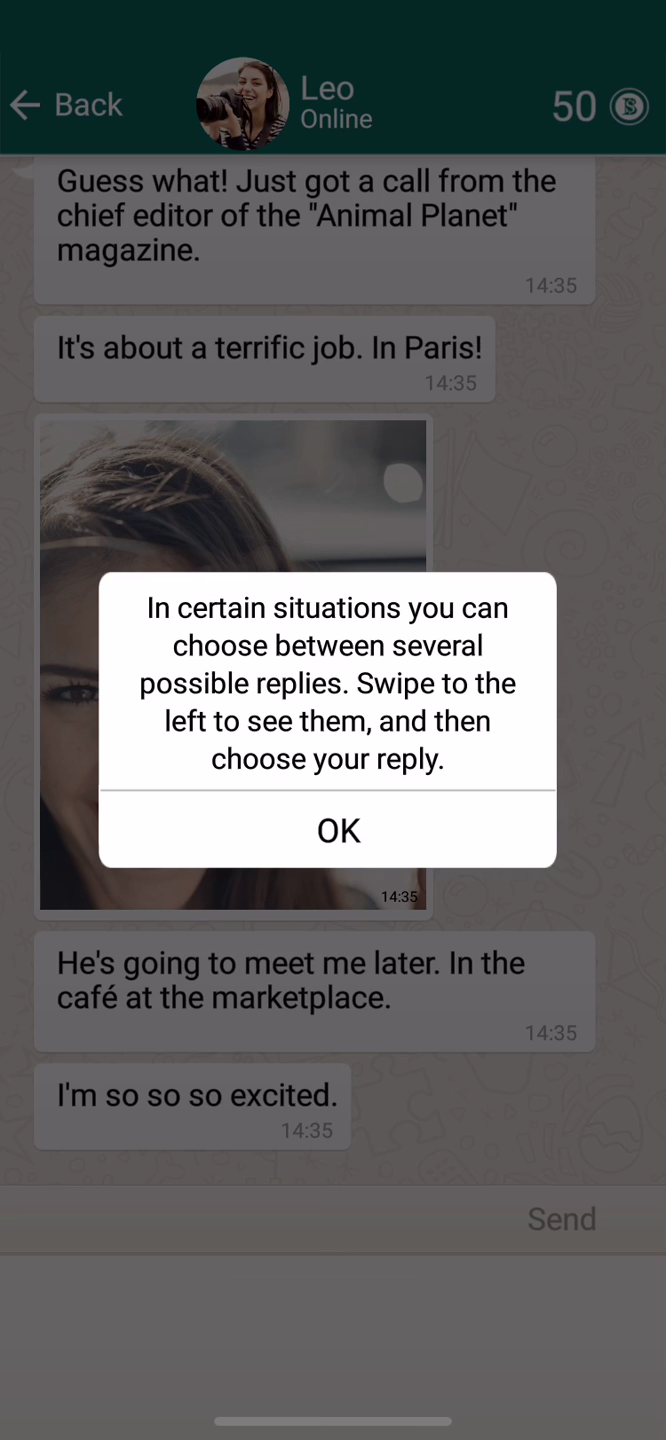 Back
Leo
Online
50
Guess what! Just got a call from the
chief editor of the "Animal Planet"
magazine.
14:35
It's about a terrific job. In Paris!
14:35
In certain situations you can
choose between several
possible replies. Swipe to the
left to see them, and then
choose your reply.
OK
14:35
He's going to meet me later. In the
café at the marketplace.
14:35
I'm so so so excited.
14:35
Send